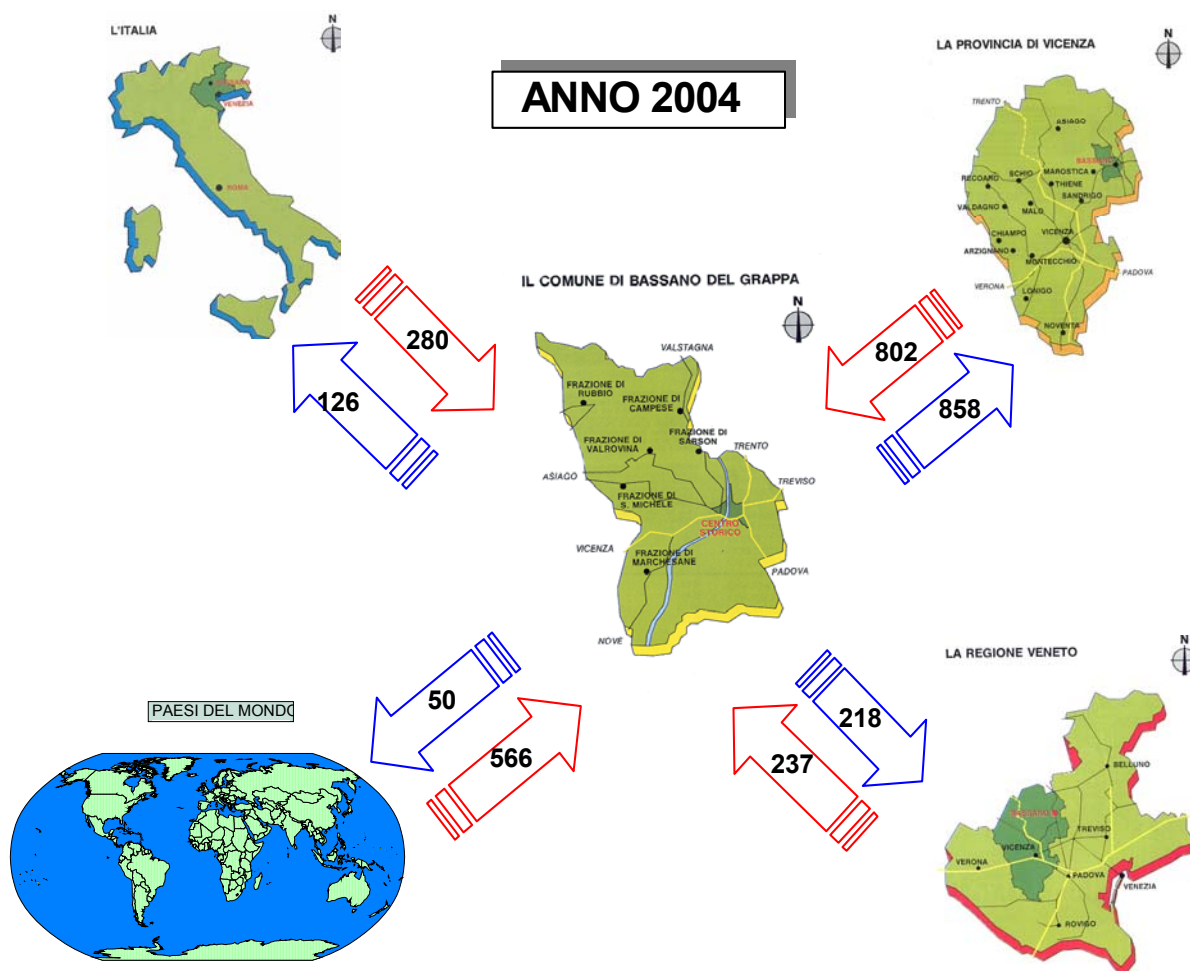 L'ITALIA
N
BASSANO
VENEZIA
ROMA
ANNO 2004
LA PROVINCIA DI VICENZA
N
TRENTO
ASIAGO
BASSANO
MAROSTICA
RECOARO
SCHIO
THIENE
SANDRIGO
VALDAGNO
MALO
CHIAMPO
VICENZA
ARZIGNANO
MONTECCHIO
PADOVA
VERONA
LONIGO
NOVENTA
280
126
802
858
IL COMUNE DI BASSANO DEL GRAPPA
N
VALSTAGNA
FRAZIONE DI
RUBBIO
FRAZIONE DI
CAMPESE
FRAZIONE DI
SARSON
FRAZIONE DI
VALROVINA
TRENTO
ASIAGO
TREVISO
FRAZIONE DI
S. MICHELE
CENTRO
STORICO
VICENZA
FRAZIONE DI
MARCHESANE
PADOVA
NOVE
50
566
218
237
PAESI DEL MONDO
LA REGIONE VENETO
N
BELLUNO
BASSANO
TREVISO
VICENZA
VERONA
PADOVA
VENEZIA
ROVIGO